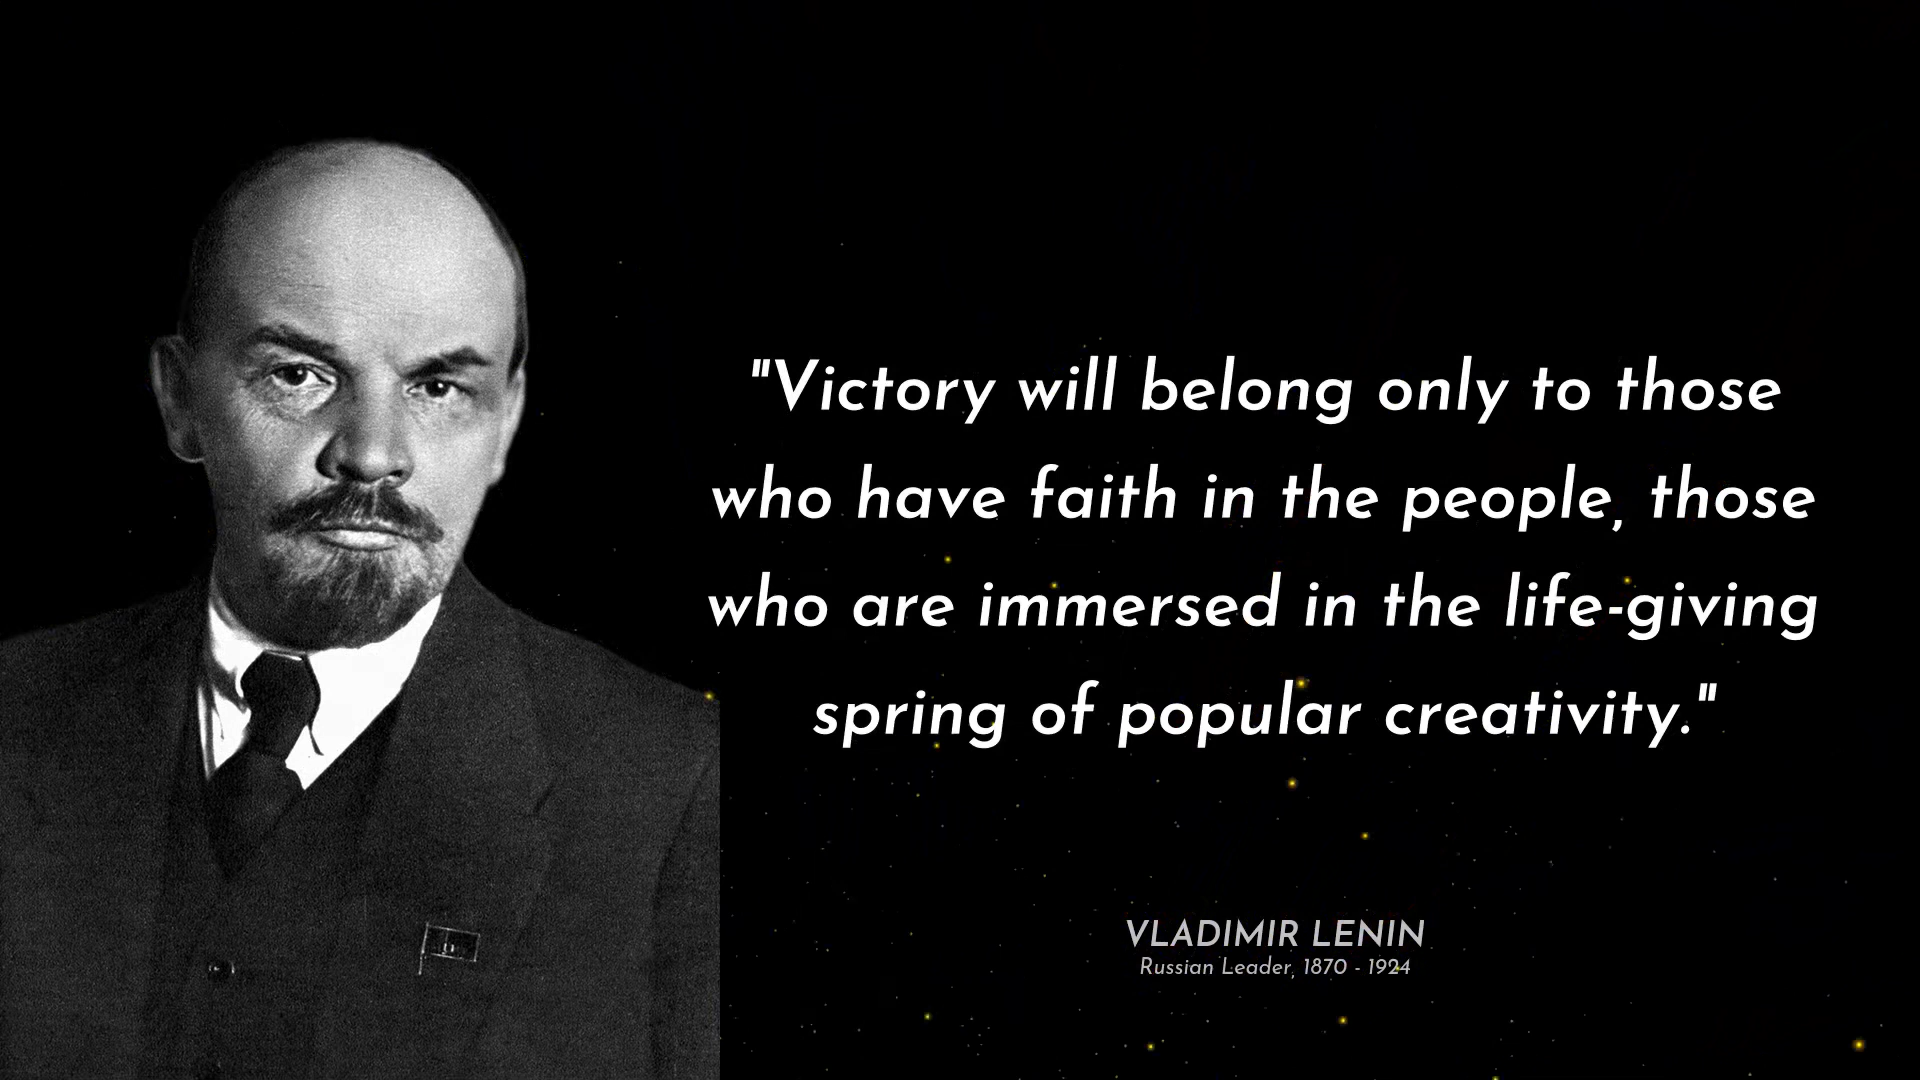 "Victory will belong only to those
who have faith in the people, those
who are immersed in the life-giving
spring of popular creativity."
VLADIMIR LENIN
Russian Leader, 1870 - 1924